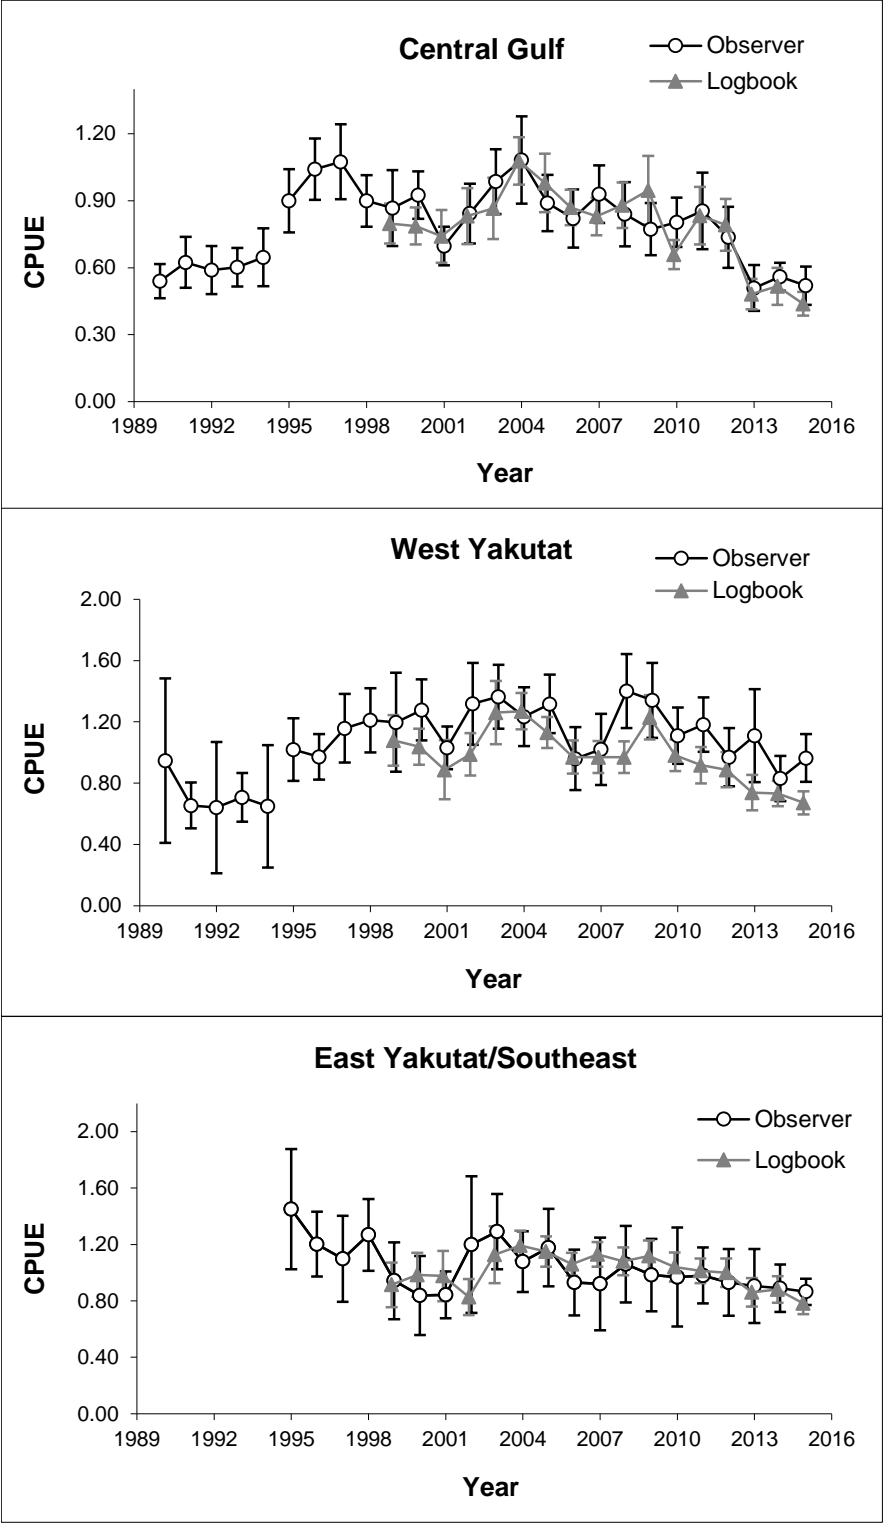 Central Gulf
Observer
Logbook
CPUE
1.20
0.90
0.60
0.30
0.00
1989 1992 1995 1998 2001 2004 2007 2010 2013 2016
Year
West Yakutat
Observer
Logbook
CPUE
2.00
1.60
1.20
0.80
0.40
0.00
1989 1992 1995 1998 2001 2004 2007 2010 2013 2016
Year
East Yakutat/Southeast
Observer
Logbook
CPUE
2.00
1.60
1.20
0.80
0.40
0.00
1989 1992 1995 1998 2001 2004 2007 2010 2013 2016
Year